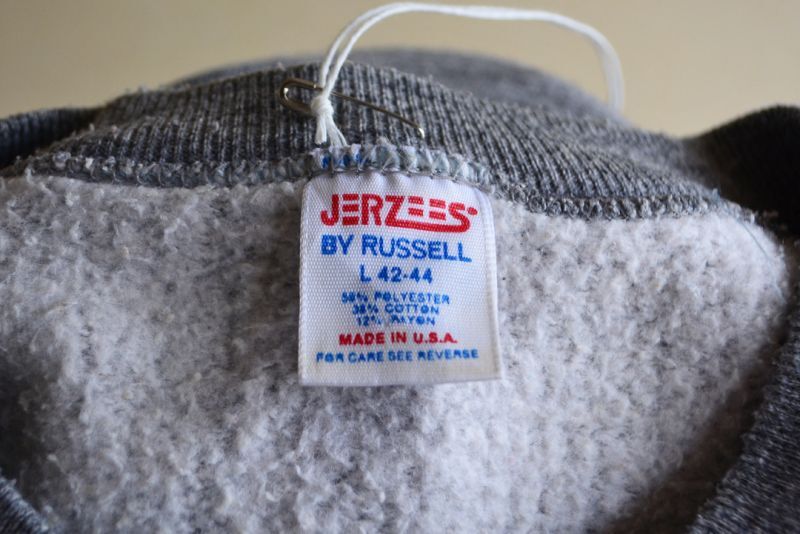 JERZEES
BY RUSSELL
L 42-44
50% POLYESTER
38% COTTON
12% RAYON
MADE IN U.S.A.
FOR CARE SEE REVERSE